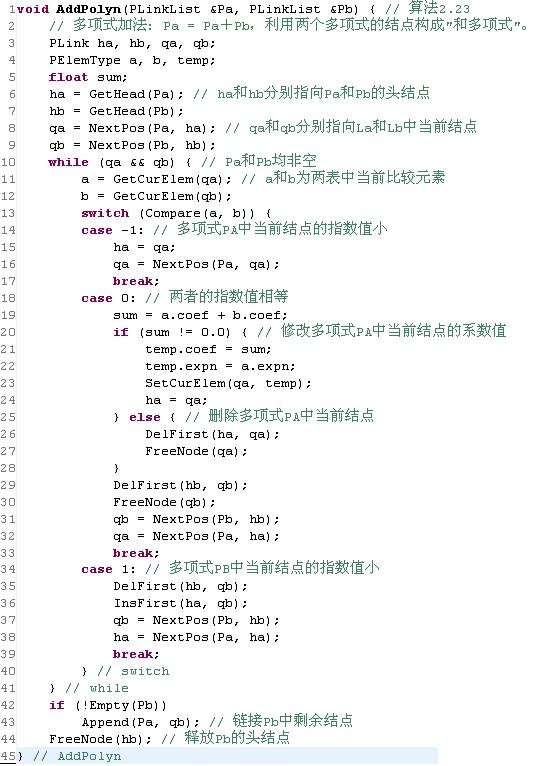 1void AddPolyn(PLinkList &Pa, PLinkList &Pb) { // 算法2.23
2    // 多项式加法: Pa = Pa＋Pb, 利用两个多项式的结点构成"和多项式"。
3    PLink ha, hb, qa, qb;
4    PElemType a, b, temp;
5    float sum;
6    ha = GetHead(Pa); // ha和hb分别指向Pa和Pb的头结点
7    hb = GetHead(Pb);
8    qa = NextPos(Pa, ha); // qa和qb分别指向La和Lb中当前结点
9    qb = NextPos(Pb, hb);
10    while (qa && qb) { // Pa和Pb均非空
11        a = GetCurElem(qa); // a和b为两表中当前比较元素
12        b = GetCurElem(qb);
13        switch (Compare(a, b)) {
14        case -1: // 多项式PA中当前结点的指数值小
15            ha = qa;
16            qa = NextPos(Pa, qa);
17            break;
18        case 0: // 两者的指数值相等
19            sum = a.coef + b.coef;
20            if (sum != 0.0) { // 修改多项式PA中当前结点的系数值
21                temp.coef = sum;
22                temp.expn = a.expn;
23                SetCurElem(qa, temp);
24                ha = qa;
25            } else { // 删除多项式PA中当前结点
26                DelFirst(ha, qa);
27                FreeNode(qa);
28            }
29            DelFirst(hb, qb);
30            FreeNode(qb);
31            qb = NextPos(Pb, hb);
32            qa = NextPos(Pa, ha);
33            break;
34        case 1: // 多项式PB中当前结点的指数值小
35            DelFirst(hb, qb);
36            InsFirst(ha, qb);
37            qb = NextPos(Pb, hb);
38            ha = NextPos(Pa, ha);
39            break;
40        } // switch
41    } // while
42    if (!Empty(Pb))
43        Append(Pa, qb); // 链接Pb中剩余结点
44    FreeNode(hb); // 释放Pb的头结点
45} // AddPolyn